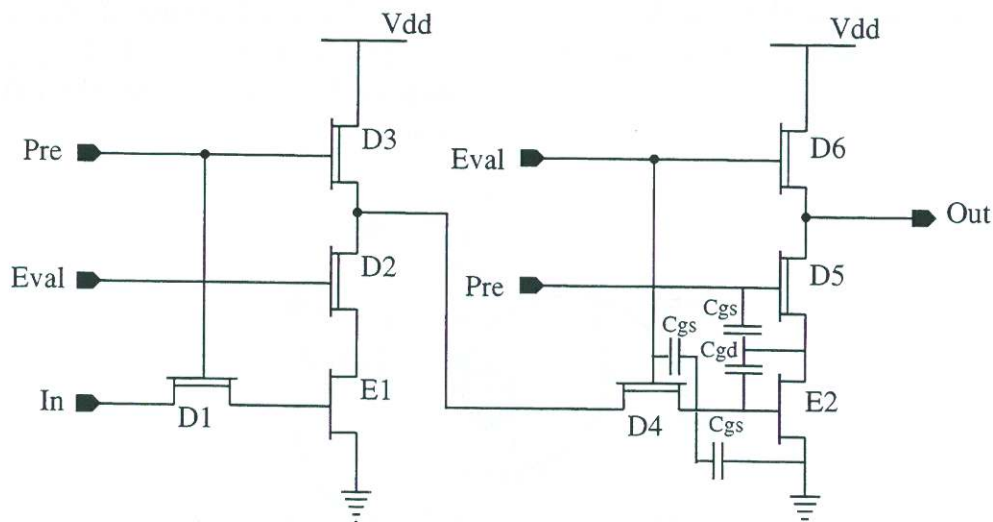 Vdd
Vdd
Pre
D3
Eval
D6
Out
Eval
D2
Pre
D5
Cgs
Cgs
Cgd
In
D1
E1
D4
E2
Cgs